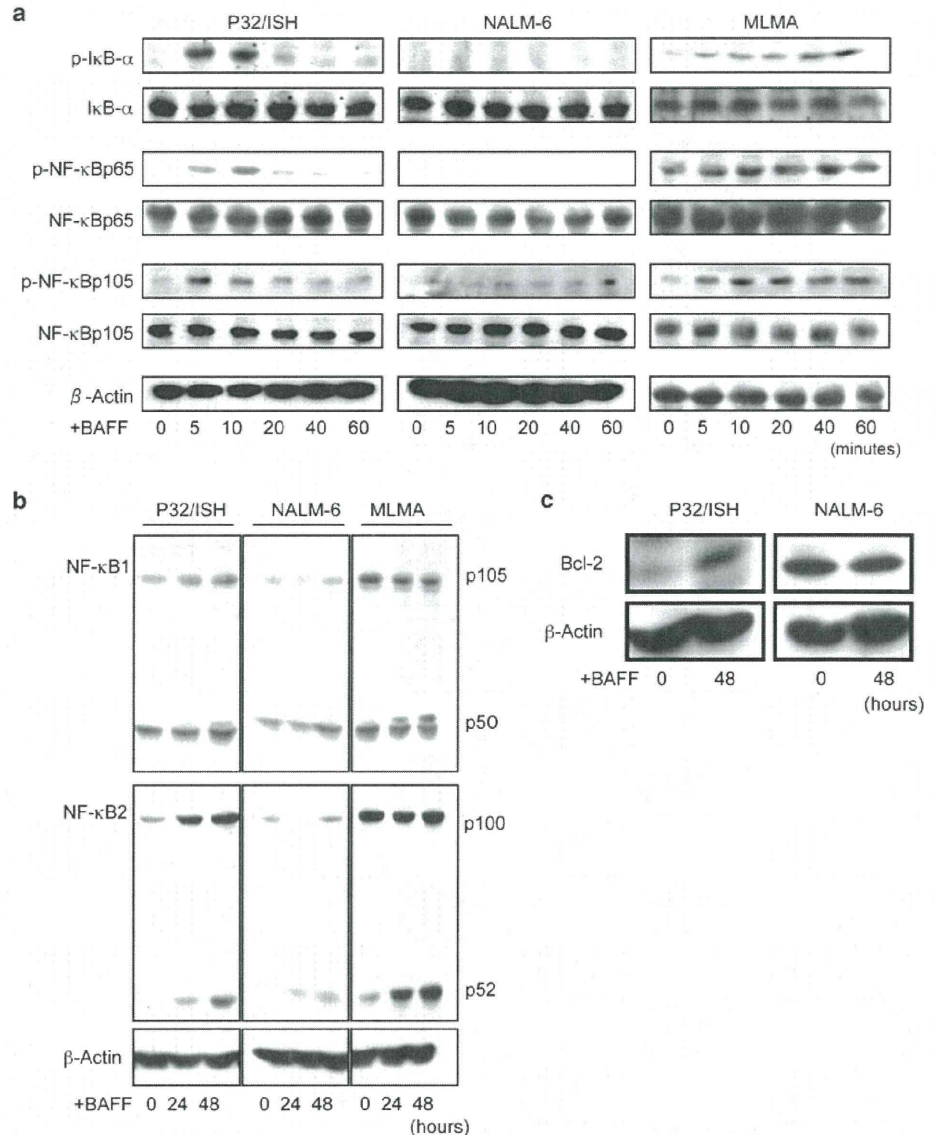 a
P32/ISH NALM-6 MLMA
p-IκB-α
IκB-α
p-NF-κBp65
NF-κBp65
p-NF-κBp105
NF-κBp105
β-Actin
+BAFF 0 5 10 20 40 60 0 5 10 20 40 60 0 5 10 20 40 60
(minutes)
b
P32/ISH NALM-6 MLMA
NF-κB1 p105
p50
NF-κB2 p100
p52
β-Actin
+BAFF 0 24 48 0 24 48 0 24 48
(hours)
c
P32/ISH NALM-6
Bcl-2
β-Actin
+BAFF 0 48 0 48
(hours)